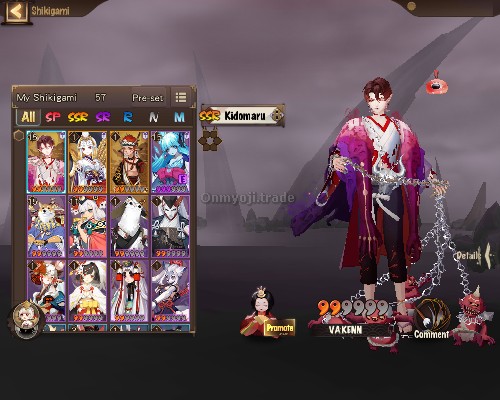 Shikigami
My Shikigami 57 Pre-set
All SP SSR SR R N M
SSR Kidomaru
Onmyoji.trade
Details
Promote
VAKENN
Comment